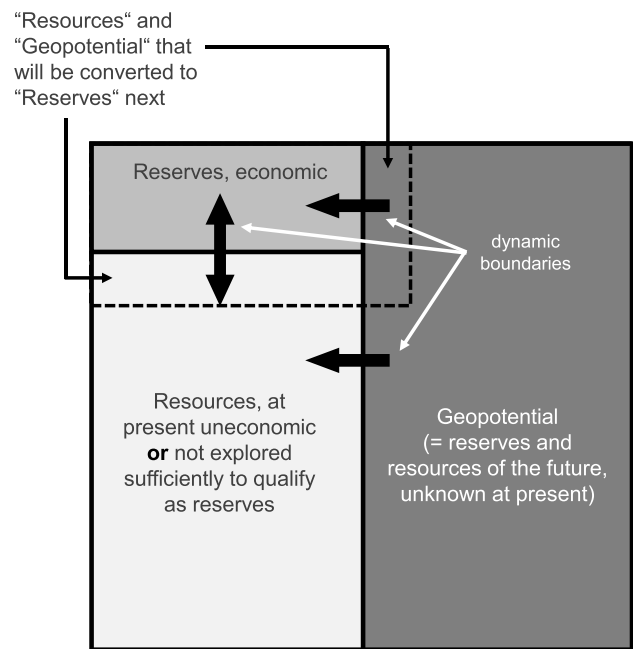 “Resources“ and
“Geopotential“ that
will be converted to
“Reserves“ next
Reserves, economic
dynamic
boundaries
Resources, at
present uneconomic
or not explored
sufficiently to qualify
as reserves
Geopotential
(= reserves and
resources of the future,
unknown at present)